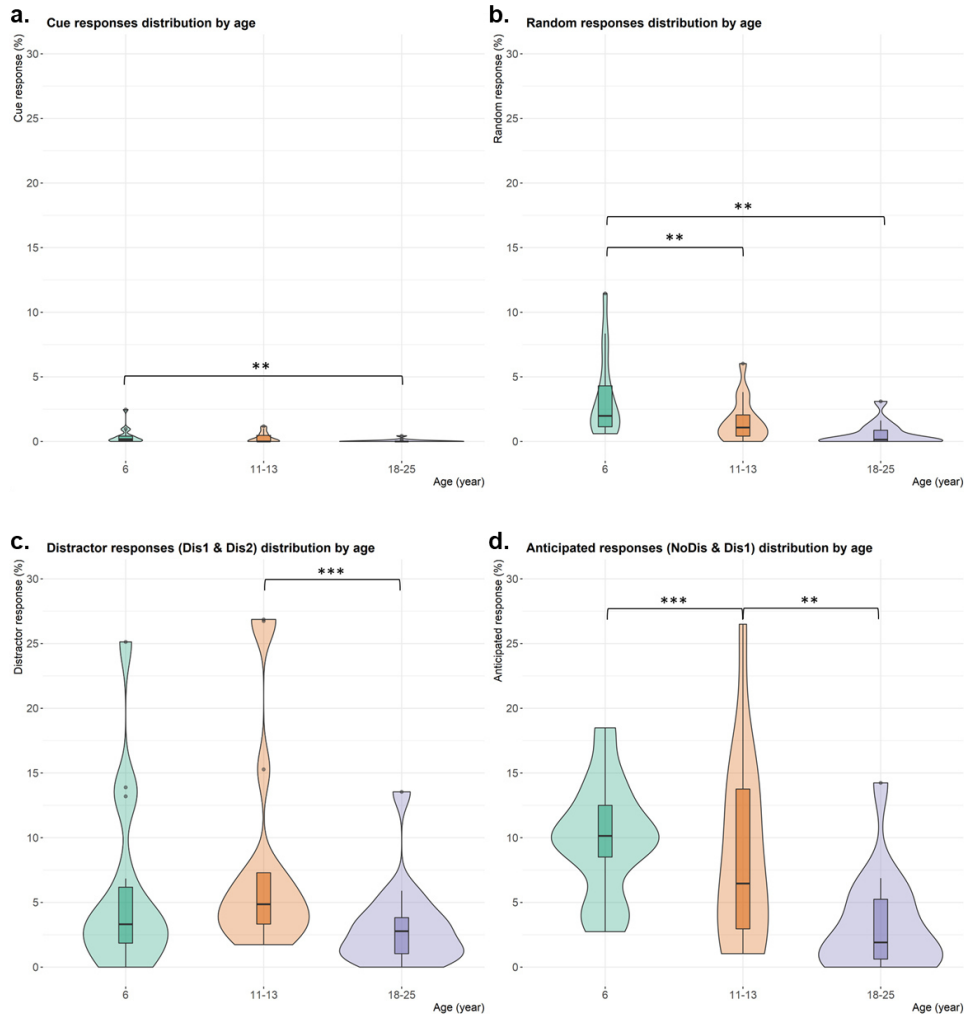 a. Cue responses distribution by age
Cue response (%)
30
25
20
15
10
5
0
**
6 11-13 18-25
Age (year)
b. Random responses distribution by age
Random response (%)
30
25
20
15
10
5
0
**
**
6 11-13 18-25
Age (year)
c. Distractor responses (Dis1 & Dis2) distribution by age
Distractor response (%)
30
25
20
15
10
5
0
***
6 11-13 18-25
Age (year)
d. Anticipated responses (NoDis & Dis1) distribution by age
Anticipated response (%)
30
25
20
15
10
5
0
*** **
6 11-13 18-25
Age (year)